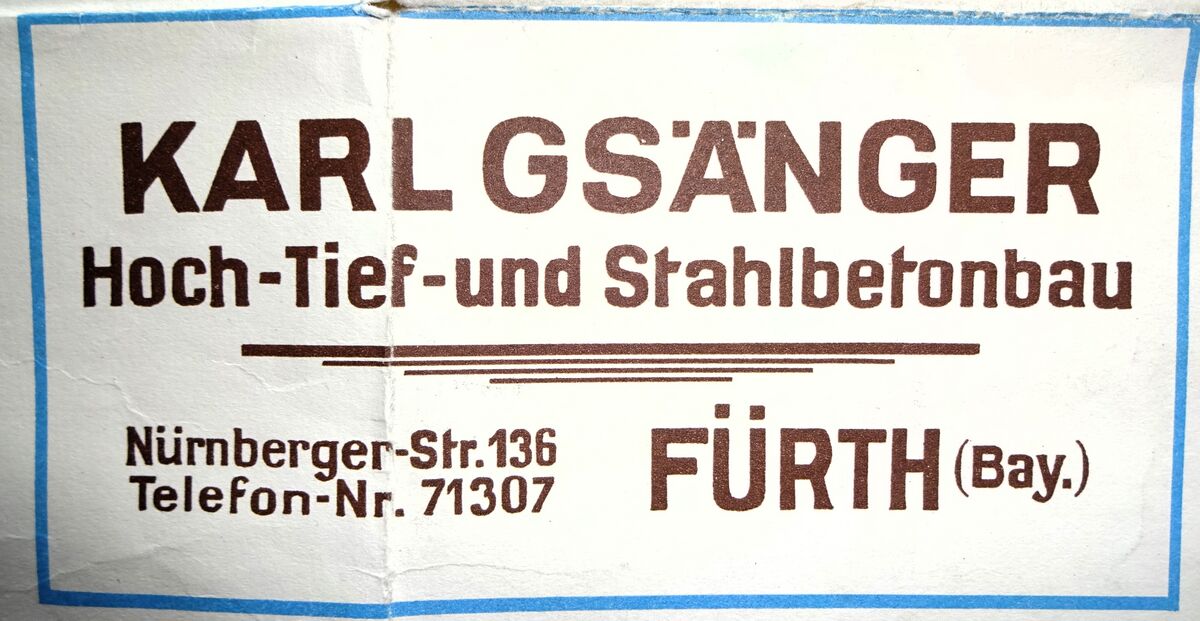 KARL GSÄNGER
Hoch-Tief-und Stahlbetonbau
Nürnberger-Str.136
Telefon-Nr. 71307
FÜRTH (Bay.)